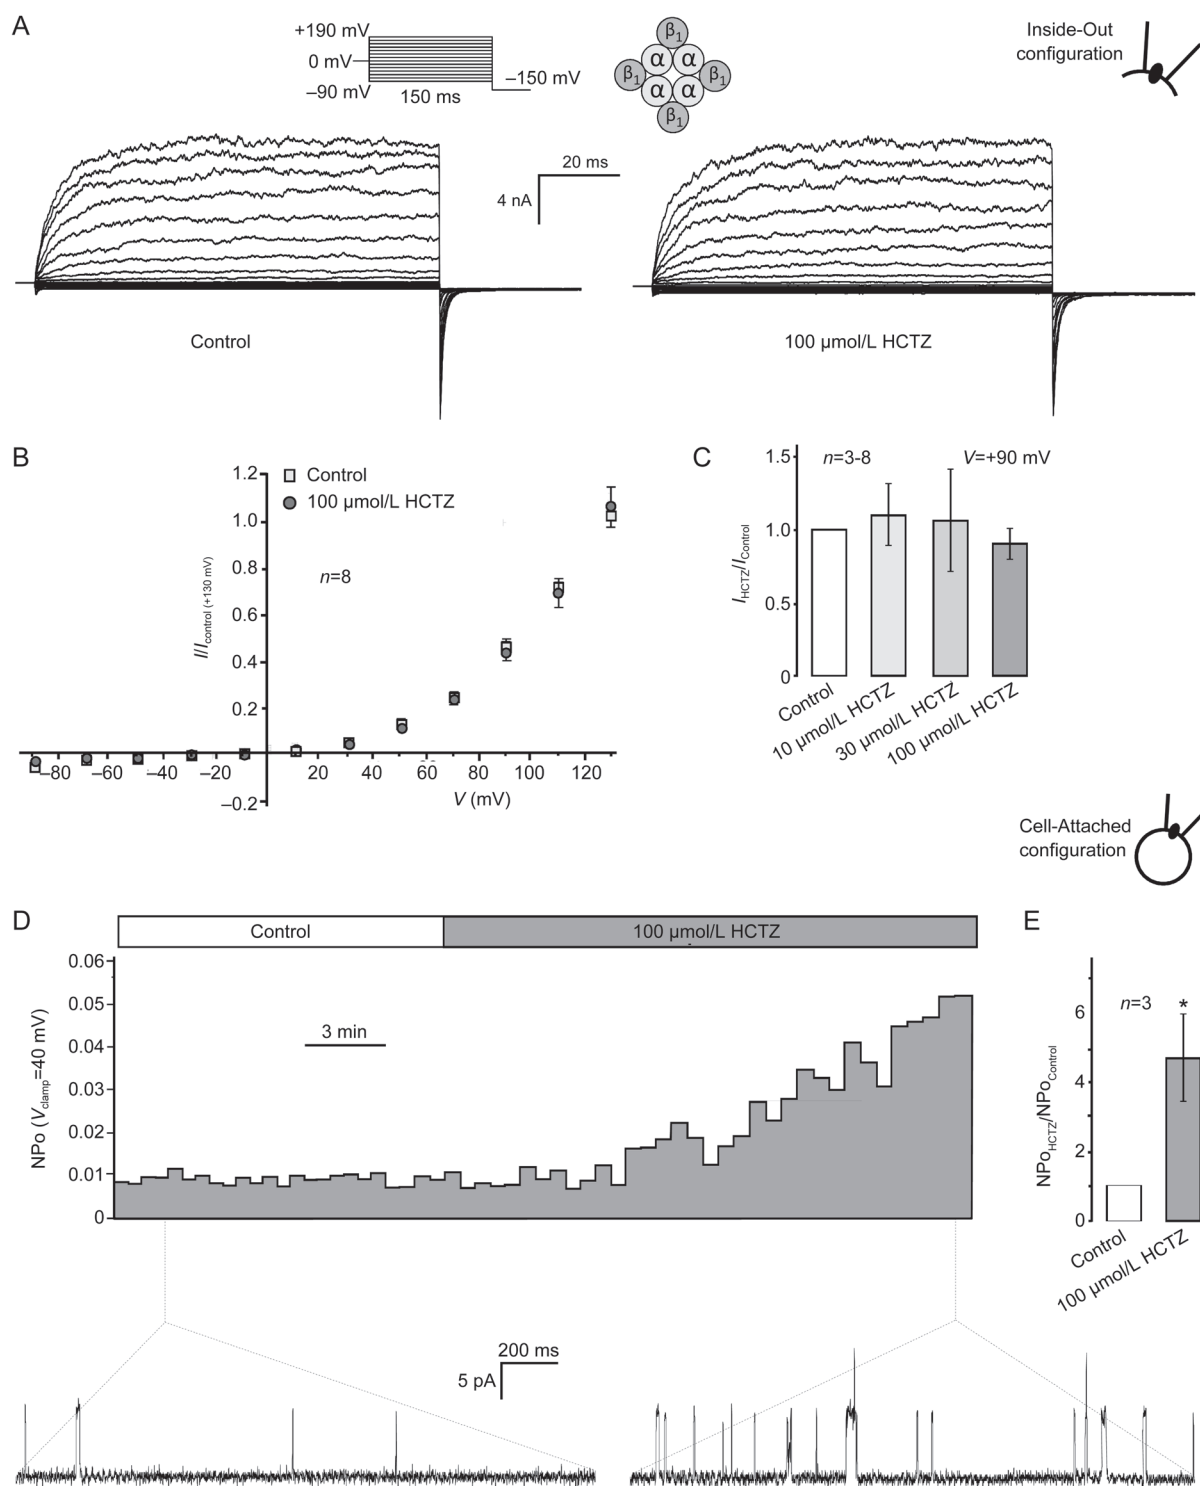 A
+190 mV
0 mV
–90 mV
150 ms
–150 mV
β1
α α
β1 β1
α α
β1
Inside-Out
configuration
20 ms
4 nA
Control
100 µmol/L HCTZ
B
Control
100 µmol/L HCTZ
n=8
I/Icontrol (+130 mV)
1.2
1.0
0.8
0.6
0.4
0.2
–0.2
–80 –60 –40 –20 20 40 60 80 100 120
V (mV)
C
n=3-8
V=+90 mV
IHCTZ/IControl
1.5
1.0
0.5
0
Control
10 µmol/L HCTZ
30 µmol/L HCTZ
100 µmol/L HCTZ
Cell-Attached
configuration
D
Control
100 µmol/L HCTZ
NPo (Vclamp=40 mV)
0.06
0.05
0.04
0.03
0.02
0.01
0
3 min
200 ms
5 pA
E
n=3
*
NPoHCTZ/NPoControl
6
4
2
0
Control
100 µmol/L HCTZ